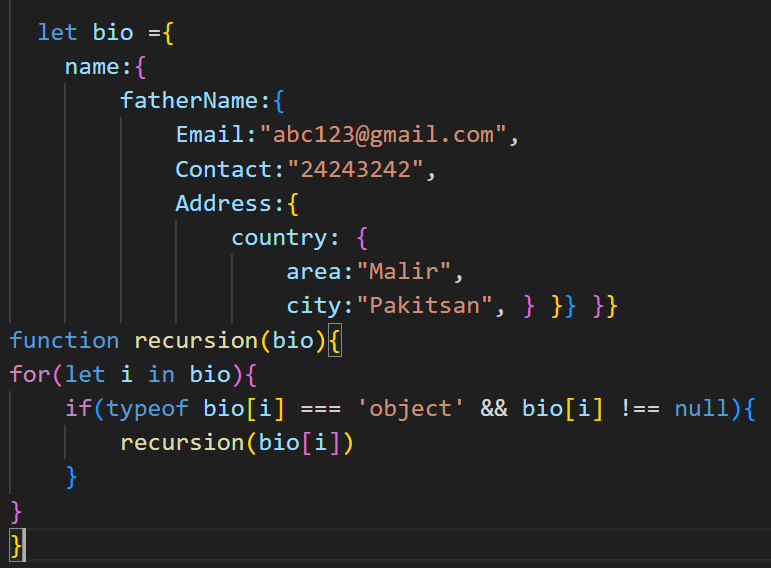 let bio ={
name:{
fatherName:{
Email:"abc123@gmail.com",
Contact:"24243242",
Address:{
country: {
area:"Malir",
city:"Pakitsan", } }} }}
function recursion(bio){
for(let i in bio){
if(typeof bio[i] === 'object' && bio[i] !== null){
recursion(bio[i])
}
}
}